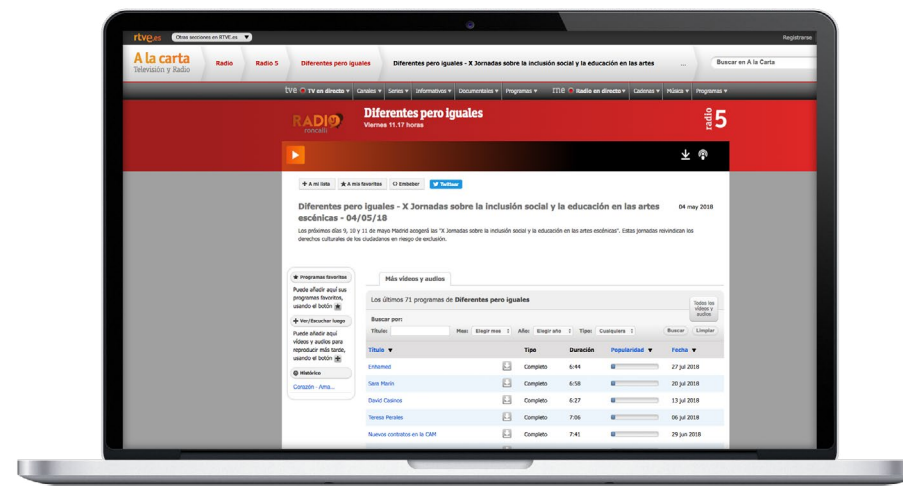 rtve.es Otras secciones en RTVE.es ▼ Registrarse
A la carta
Televisión y Radio
Radio Radio 5 Diferentes pero iguales Diferentes pero iguales - X Jornadas sobre la inclusión social y la educación en las artes ... Buscar en A la Carta
tve TV en directo ▾ Canales ▾ Series ▾ Informativos ▾ Documentales ▾ Programas ▾ rne Radio en directo ▾ Cadenas ▾ Música ▾ Programas ▾
RADIO
roncalli
Diferentes pero iguales
Viernes 11.17 horas
radio 5
A mi lista A mis favoritos Embeber Twittear
Diferentes pero iguales - X Jornadas sobre la inclusión social y la educación en las artes
escénicas - 04/05/18
04 may 2018
Los próximos días 9, 10 y 11 de mayo Madrid acogerá las "X Jornadas sobre la inclusión social y la educación en las artes escénicas". Estas jornadas reivindican los
derechos culturales de los ciudadanos en riesgo de exclusión.
Programas favoritos
Puede añadir aquí sus
programas favoritos,
usando el botón
Ver/Escuchar luego
Puede añadir aquí
vídeos y audios para
reproducir más tarde,
usando el botón
Histórico
Corazón - Ama...
Más vídeos y audios
Los últimos 71 programas de Diferentes pero iguales
Todos los
vídeos y
audios
Buscar por:
Título: Mes: Elegir mes Año: Elegir año Tipo: Cualquiera Buscar Limpiar
Título ▼ Tipo Duración Popularidad ▼ Fecha ▼
Enhamed Completo 6:44 27 jul 2018
Sara Marín Completo 6:58 20 jul 2018
David Casinos Completo 6:27 13 jul 2018
Teresa Perales Completo 7:06 06 jul 2018
Nuevos contratos en la CAM Completo 7:41 29 jun 2018